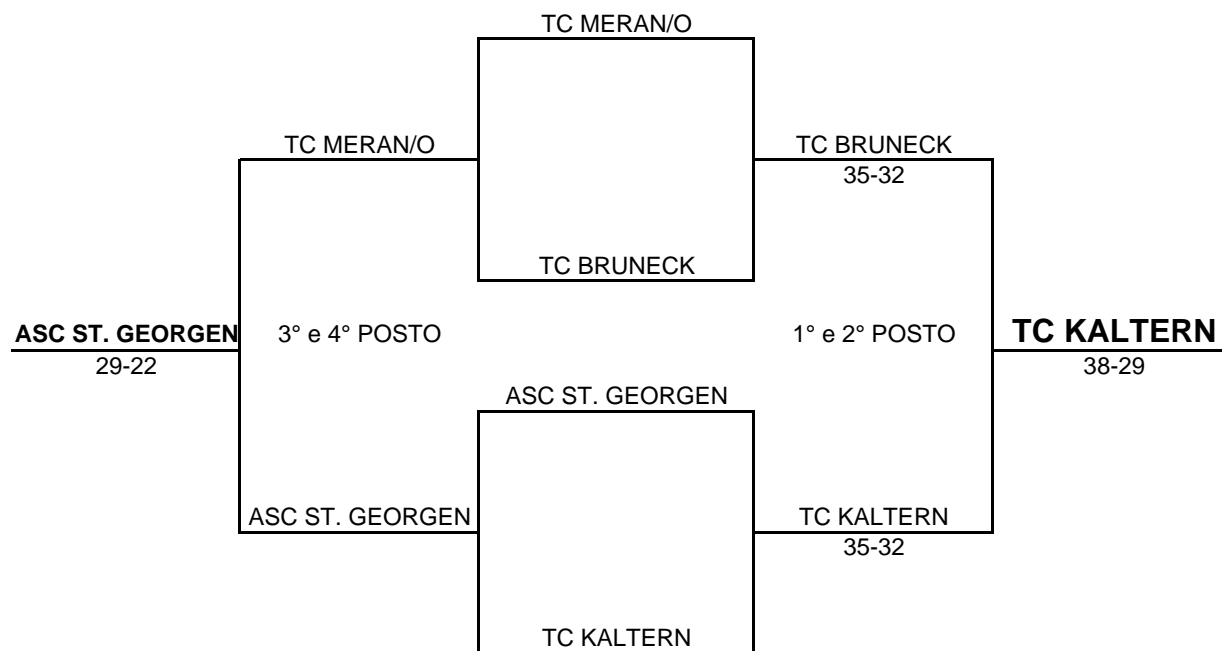 TC MERAN/O
TC MERAN/O
TC BRUNECK
35-32
TC BRUNECK
ASC ST. GEORGEN
3° e 4° POSTO
1° e 2° POSTO
TC KALTERN
29-22
38-29
ASC ST. GEORGEN
ASC ST. GEORGEN
TC KALTERN
35-32
TC KALTERN